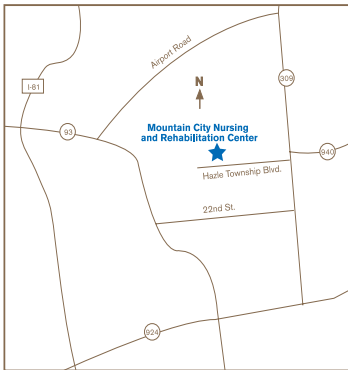 Airport Road
N
309
I-81
93
Mountain City Nursing
and Rehabilitation Center
940
Hazle Township Blvd.
22nd St.
924